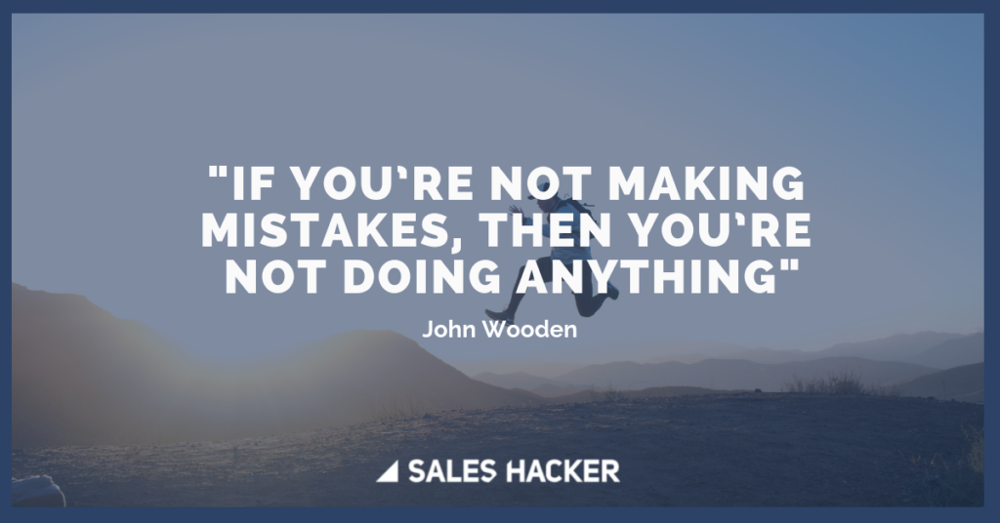 "IF YOU’RE NOT MAKING
MISTAKES, THEN YOU’RE
NOT DOING ANYTHING"
John Wooden
SALES HACKER